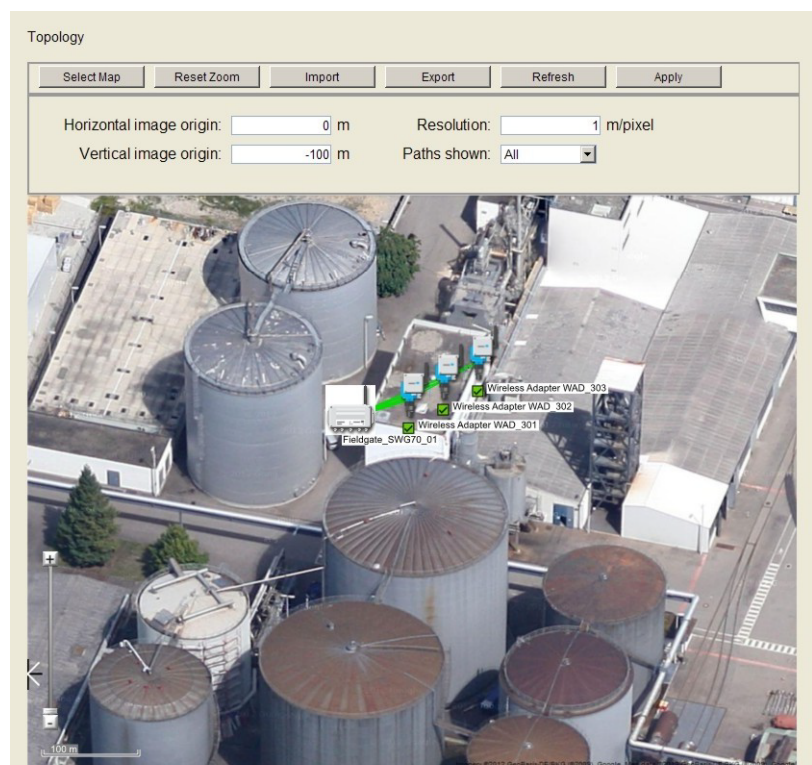 Topology
Select Map Reset Zoom Import Export Refresh Apply
Horizontal image origin: 0 m Resolution: 1 m/pixel
Vertical image origin: -100 m Paths shown: All
Wireless Adapter WAD_303
Wireless Adapter WAD_302
Wireless Adapter WAD_301
Fieldgate_SWG70_01
+
-
100 m